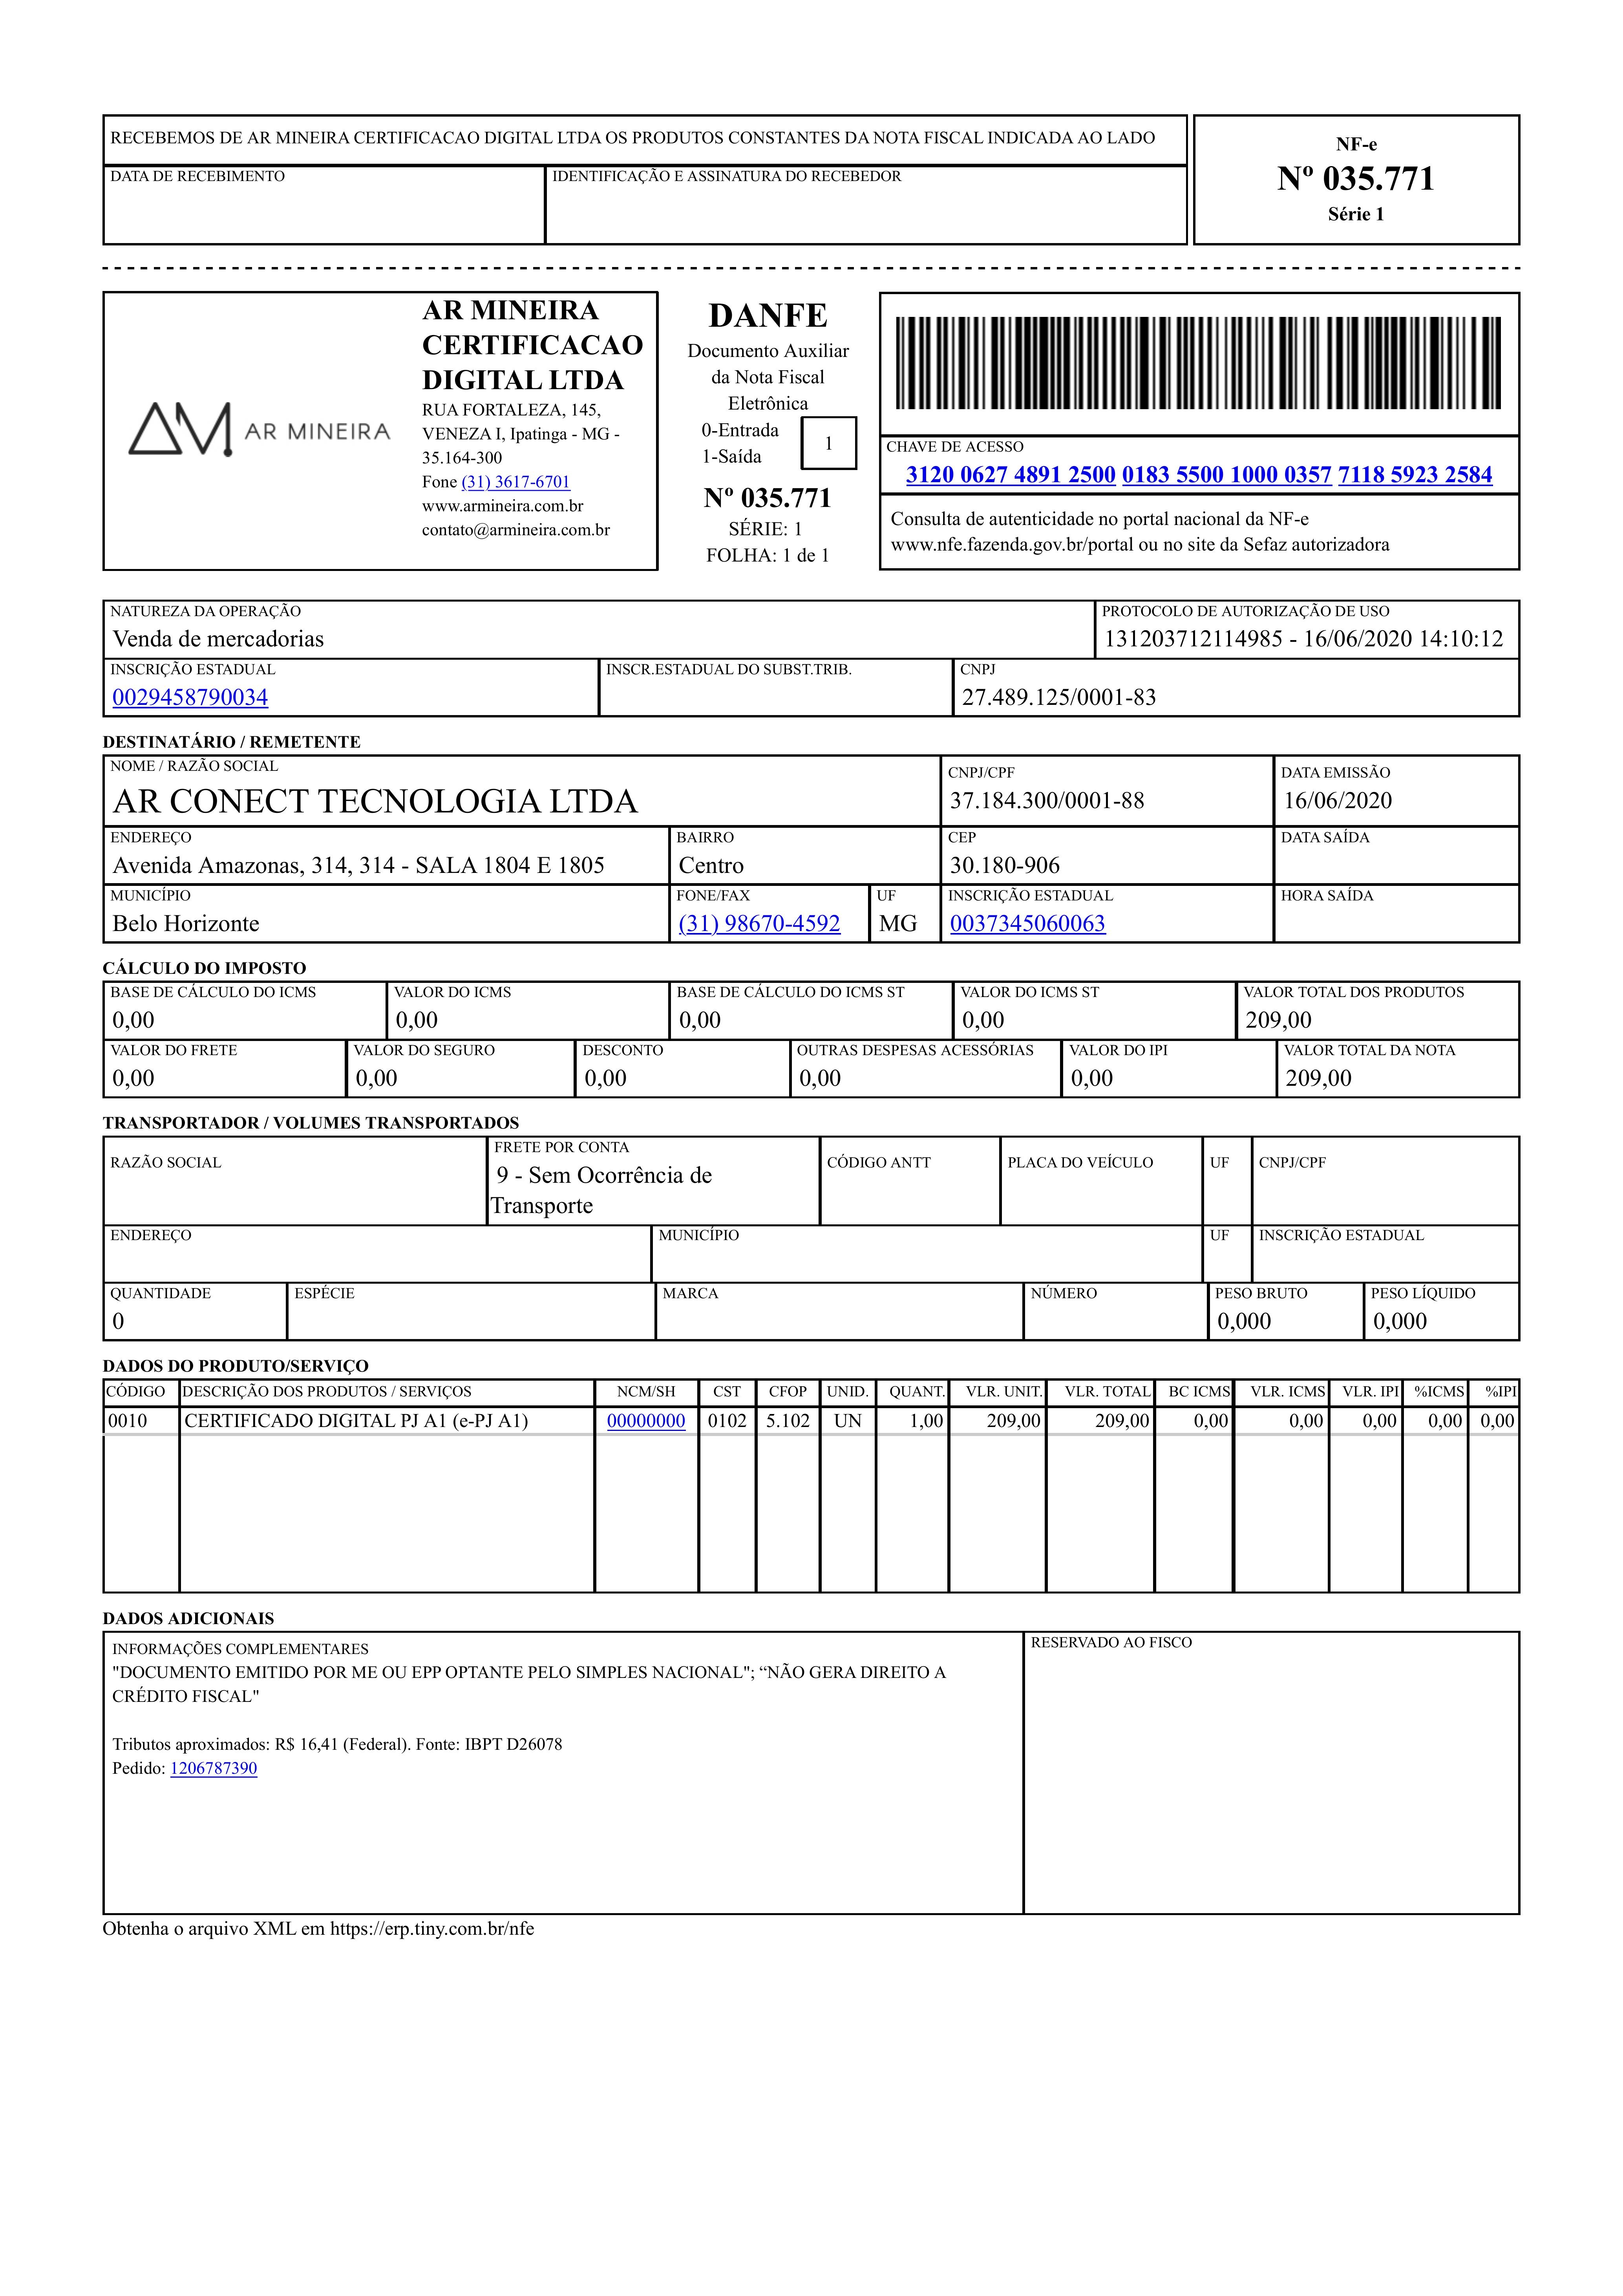 RECEBEMOS DE AR MINEIRA CERTIFICACAO DIGITAL LTDA OS PRODUTOS CONSTANTES DA NOTA FISCAL INDICADA AO LADO
DATA DE RECEBIMENTO
IDENTIFICAÇÃO E ASSINATURA DO RECEBEDOR
NF-e
Nº 035.771
Série 1
AR MINEIRA
AR MINEIRA
CERTIFICACAO
DIGITAL LTDA
RUA FORTALEZA, 145,
VENEZA I, Ipatinga - MG -
35.164-300
Fone (31) 3617-6701
www.armineira.com.br
contato@armineira.com.br
DANFE
Documento Auxiliar
da Nota Fiscal
Eletrônica
0-Entrada
1-Saída
1
Nº 035.771
SÉRIE: 1
FOLHA: 1 de 1
CHAVE DE ACESSO
3120 0627 4891 2500 0183 5500 1000 0357 7118 5923 2584
Consulta de autenticidade no portal nacional da NF-e
www.nfe.fazenda.gov.br/portal ou no site da Sefaz autorizadora
NATUREZA DA OPERAÇÃO
Venda de mercadorias
PROTOCOLO DE AUTORIZAÇÃO DE USO
131203712114985 - 16/06/2020 14:10:12
INSCRIÇÃO ESTADUAL
0029458790034
INSCR.ESTADUAL DO SUBST.TRIB.
CNPJ
27.489.125/0001-83
DESTINATÁRIO / REMETENTE
NOME / RAZÃO SOCIAL
AR CONECT TECNOLOGIA LTDA
CNPJ/CPF
37.184.300/0001-88
DATA EMISSÃO
16/06/2020
ENDEREÇO
Avenida Amazonas, 314, 314 - SALA 1804 E 1805
BAIRRO
Centro
CEP
30.180-906
DATA SAÍDA
MUNICÍPIO
Belo Horizonte
FONE/FAX
(31) 98670-4592
UF
MG
INSCRIÇÃO ESTADUAL
0037345060063
HORA SAÍDA
CÁLCULO DO IMPOSTO
BASE DE CÁLCULO DO ICMS
0,00
VALOR DO ICMS
0,00
BASE DE CÁLCULO DO ICMS ST
0,00
VALOR DO ICMS ST
0,00
VALOR TOTAL DOS PRODUTOS
209,00
VALOR DO FRETE
0,00
VALOR DO SEGURO
0,00
DESCONTO
0,00
OUTRAS DESPESAS ACESSÓRIAS
0,00
VALOR DO IPI
0,00
VALOR TOTAL DA NOTA
209,00
TRANSPORTADOR / VOLUMES TRANSPORTADOS
RAZÃO SOCIAL
FRETE POR CONTA
9 - Sem Ocorrência de
Transporte
CÓDIGO ANTT
PLACA DO VEÍCULO
UF
CNPJ/CPF
ENDEREÇO
MUNICÍPIO
UF
INSCRIÇÃO ESTADUAL
QUANTIDADE
0
ESPÉCIE
MARCA
NÚMERO
PESO BRUTO
0,000
PESO LÍQUIDO
0,000
DADOS DO PRODUTO/SERVIÇO
CÓDIGO DESCRIÇÃO DOS PRODUTOS / SERVIÇOS NCM/SH CST CFOP UNID. QUANT. VLR. UNIT. VLR. TOTAL BC ICMS VLR. ICMS VLR. IPI %ICMS %IPI
0010 CERTIFICADO DIGITAL PJ A1 (e-PJ A1) 00000000 0102 5.102 UN 1,00 209,00 209,00 0,00 0,00 0,00 0,00 0,00
DADOS ADICIONAIS
INFORMAÇÕES COMPLEMENTARES
"DOCUMENTO EMITIDO POR ME OU EPP OPTANTE PELO SIMPLES NACIONAL"; “NÃO GERA DIREITO A
CRÉDITO FISCAL"
Tributos aproximados: R$ 16,41 (Federal). Fonte: IBPT D26078
Pedido: 1206787390
RESERVADO AO FISCO
Obtenha o arquivo XML em https://erp.tiny.com.br/nfe